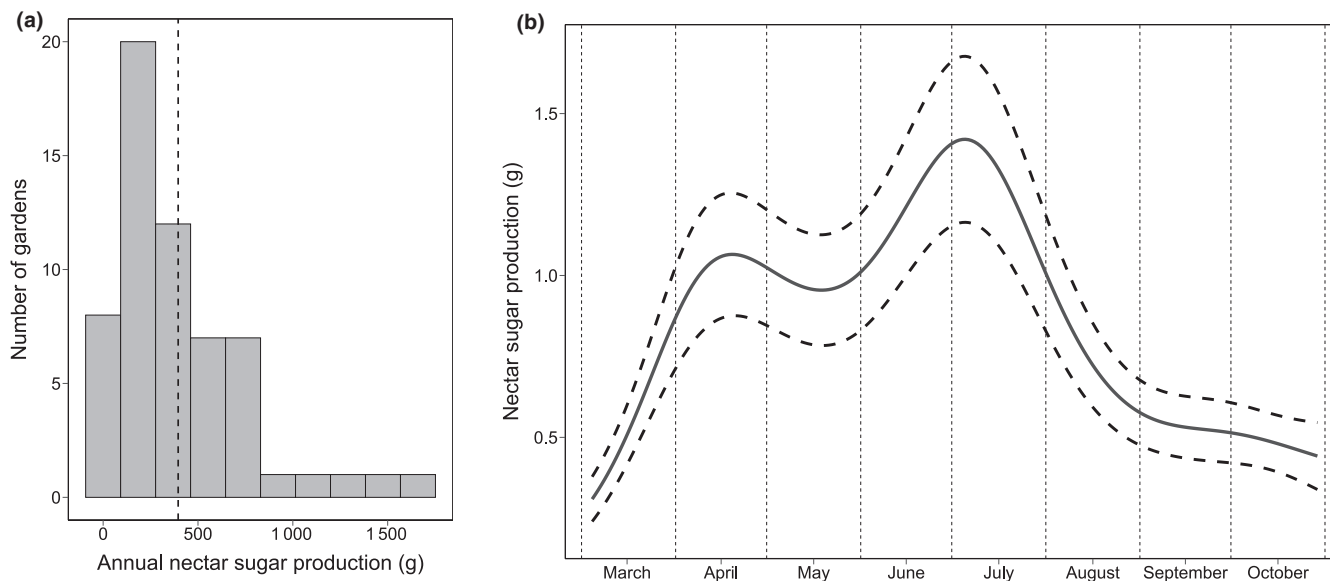 (a)
Number of gardens
20
15
10
5
0
0 500 1 000 1 500
Annual nectar sugar production (g)
(b)
Nectar sugar production (g)
1.5
1.0
0.5
March April May June July August September October